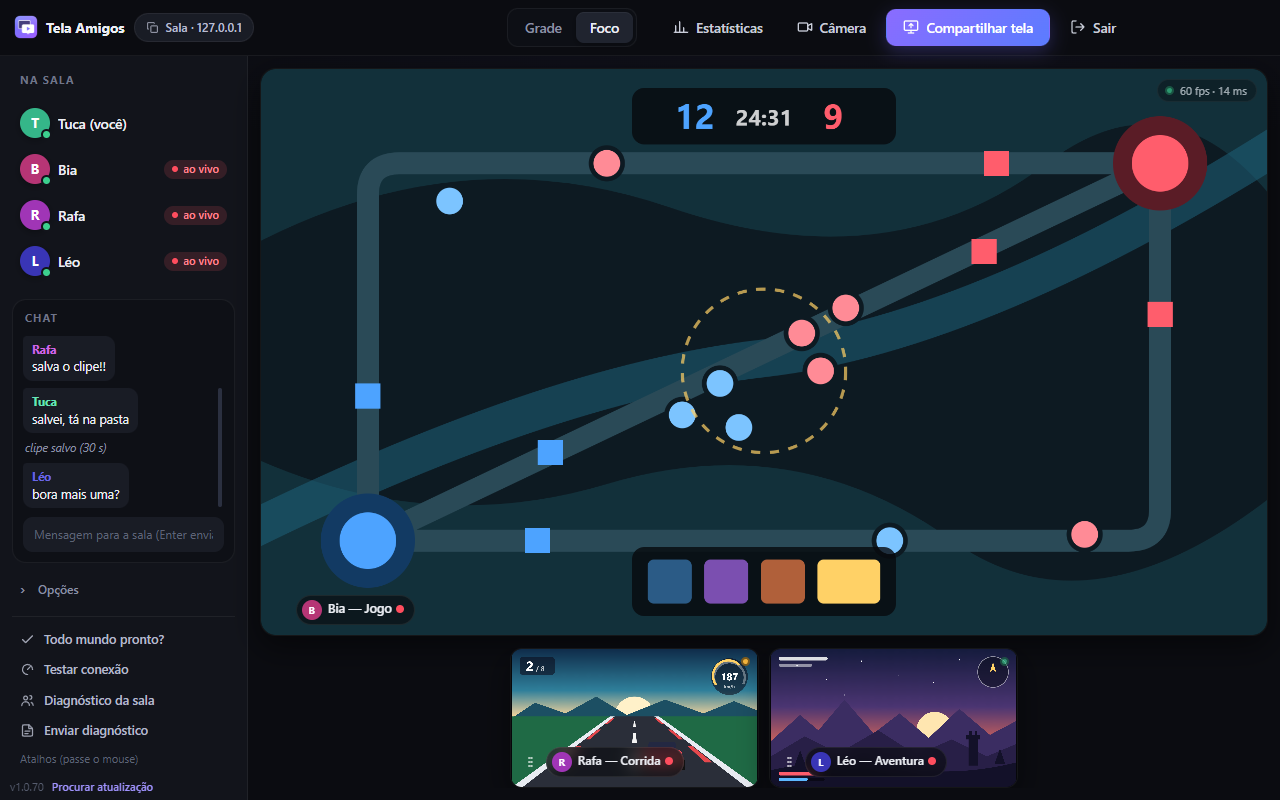 Tela Amigos
Sala · 127.0.0.1
Grade
Foco
Estatísticas
Câmera
Compartilhar tela
Sair
NA SALA
T
Tuca (você)
B
Bia
ao vivo
R
Rafa
ao vivo
L
Léo
ao vivo
CHAT
Rafa
salva o clipe!!
Tuca
salvei, tá na pasta
clipe salvo (30 s)
Léo
bora mais uma?
Mensagem para a sala (Enter envia
Opções
Todo mundo pronto?
Testar conexão
Diagnóstico da sala
Enviar diagnóstico
Atalhos (passe o mouse)
v1.0.70 Procurar atualização
12 24:31 9
60 fps · 14 ms
B Bia — Jogo
2 / 8
187
km/h
R Rafa — Corrida
L Léo — Aventura